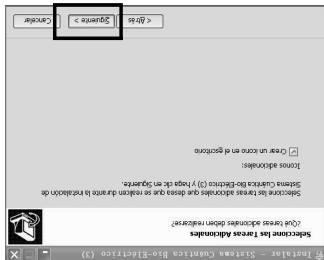 Instalar - Sistema Cuántica Bio-Eléctrico (3)
Seleccione las Tareas Adicionales
¿Qué tareas adicionales deben realizarse?
Seleccione las tareas adicionales que desea que se realicen durante la instalación de
Sistema Cuántica Bio-Eléctrico (3) y haga clic en Siguiente.
Iconos adicionales:
Crear un icono en el escritorio
< Atrás
Siguiente >
Cancelar